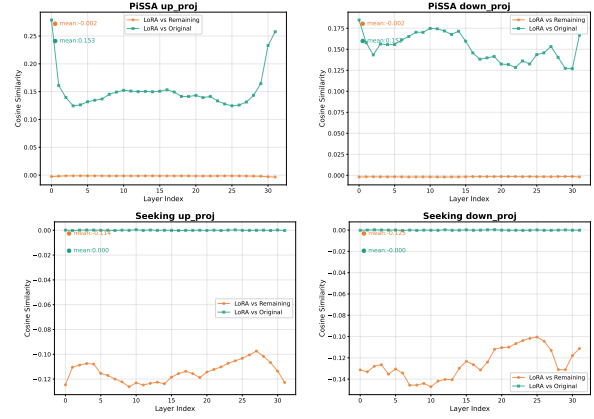 PiSSA up_proj
mean:-0.002
mean:0.153
LoRA vs Remaining
LoRA vs Original
Cosine Similarity
0.25
0.20
0.15
0.10
0.05
0.00
0 5 10 15 20 25 30
Layer Index
PiSSA down_proj
mean:-0.002
LoRA vs Remaining
LoRA vs Original
Cosine Similarity
0.175
0.150
0.125
0.100
0.075
0.050
0.025
0.000
0 5 10 15 20 25 30
Layer Index
Seeking up_proj
mean:-0.114
mean:0.000
LoRA vs Remaining
LoRA vs Original
Cosine Similarity
0.00
−0.02
−0.04
−0.06
−0.08
−0.10
−0.12
0 5 10 15 20 25 30
Layer Index
Seeking down_proj
mean:-0.125
mean:-0.000
LoRA vs Remaining
LoRA vs Original
Cosine Similarity
0.00
−0.02
−0.04
−0.06
−0.08
−0.10
−0.12
−0.14
0 5 10 15 20 25 30
Layer Index